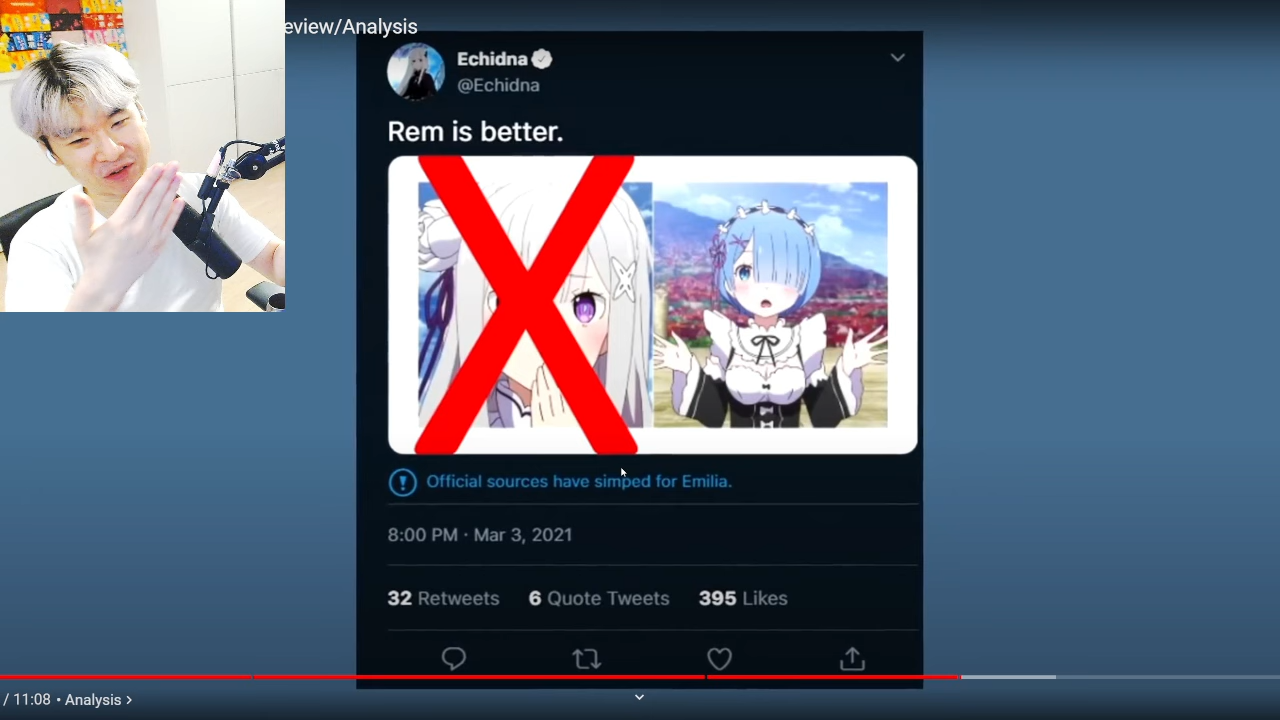 eview/Analysis
Echidna
@Echidna
Rem is better.
Official sources have simped for Emilia.
8:00 PM · Mar 3, 2021
32 Retweets 6 Quote Tweets 395 Likes
/ 11:08 • Analysis >